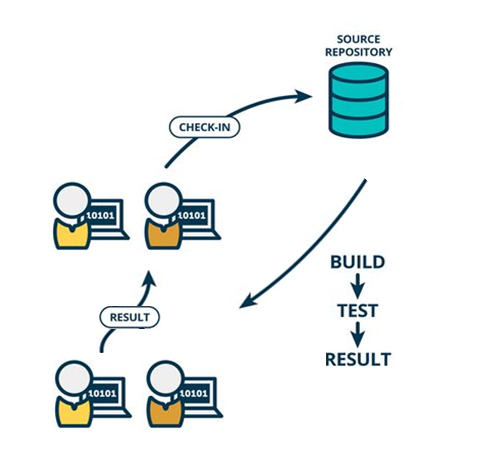 SOURCE
REPOSITORY
CHECK-IN
10101
10101
BUILD
TEST
RESULT
RESULT
10101
10101